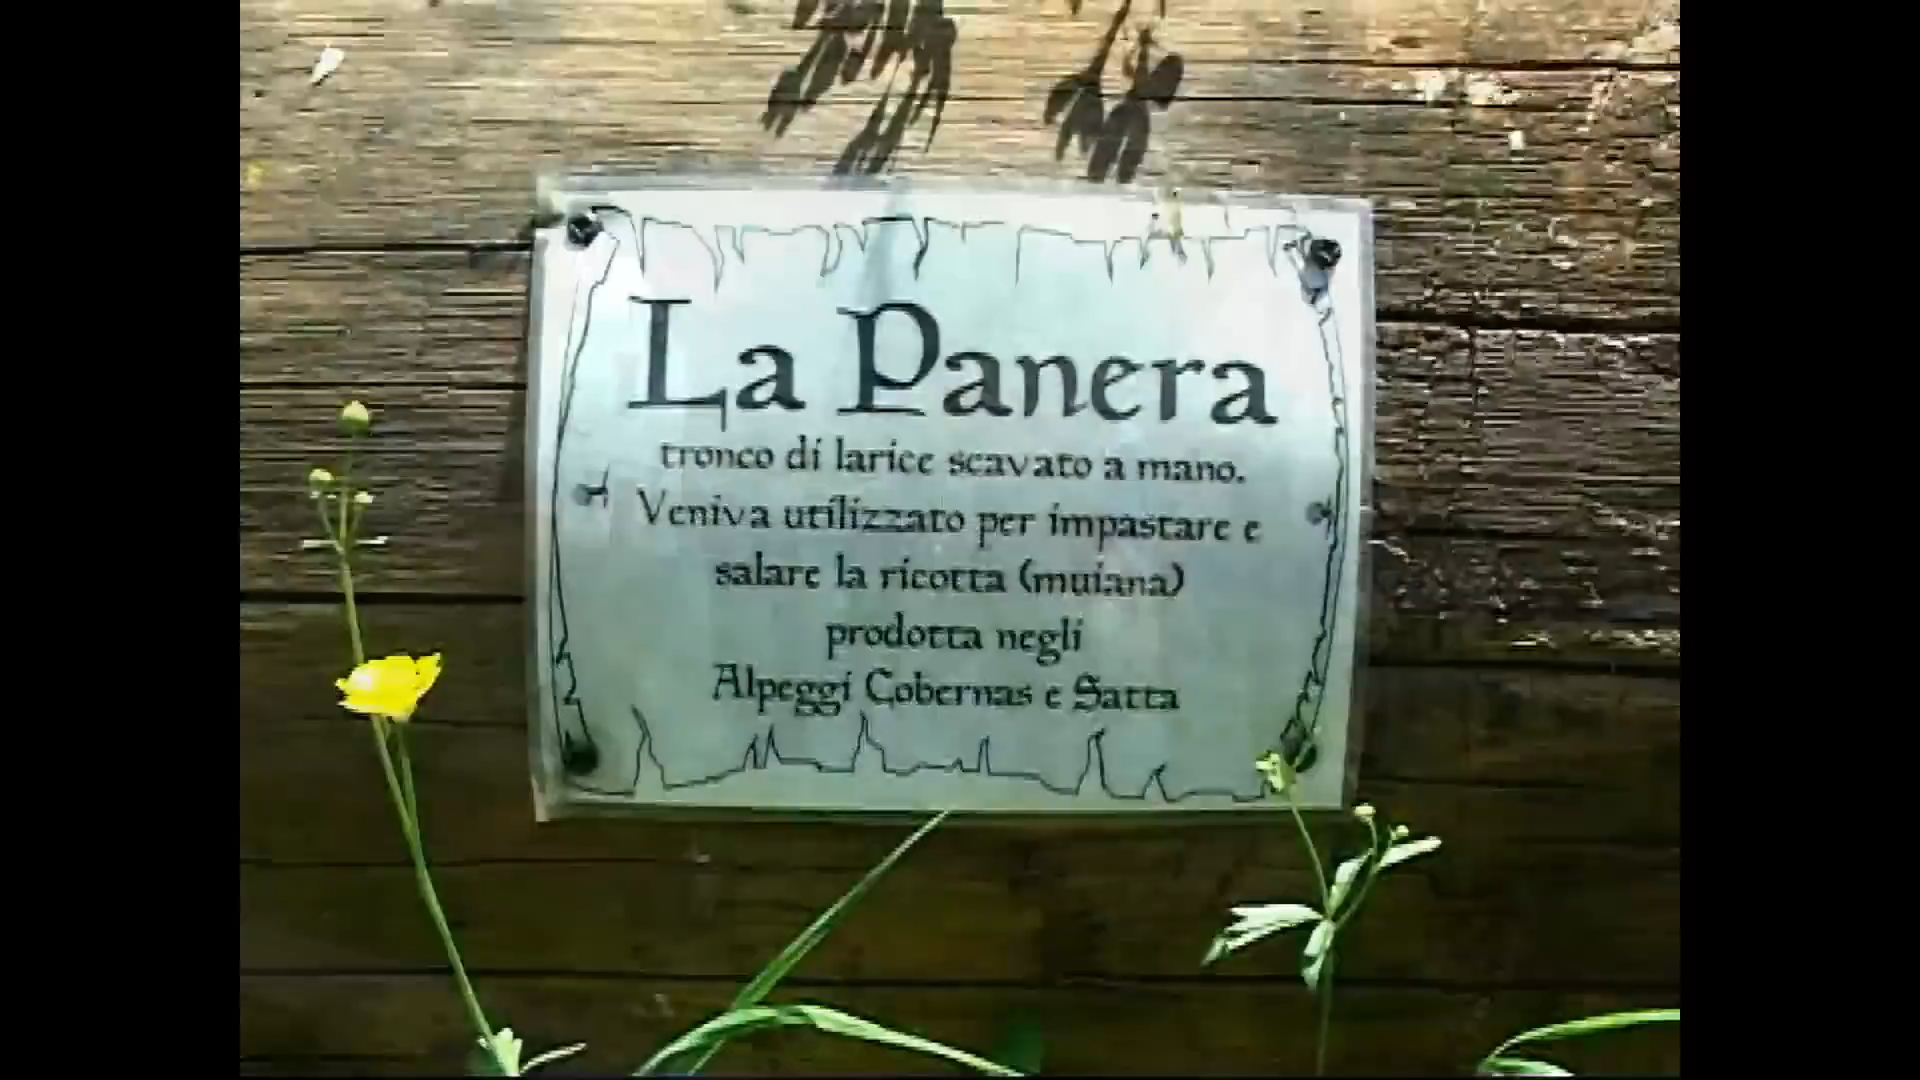 La Panera
tronco di larice scavato a mano.
Veniva utilizzato per impastare e
salare la ricotta (muiana)
prodotta negli
Alpeggi Cobernas e Satta